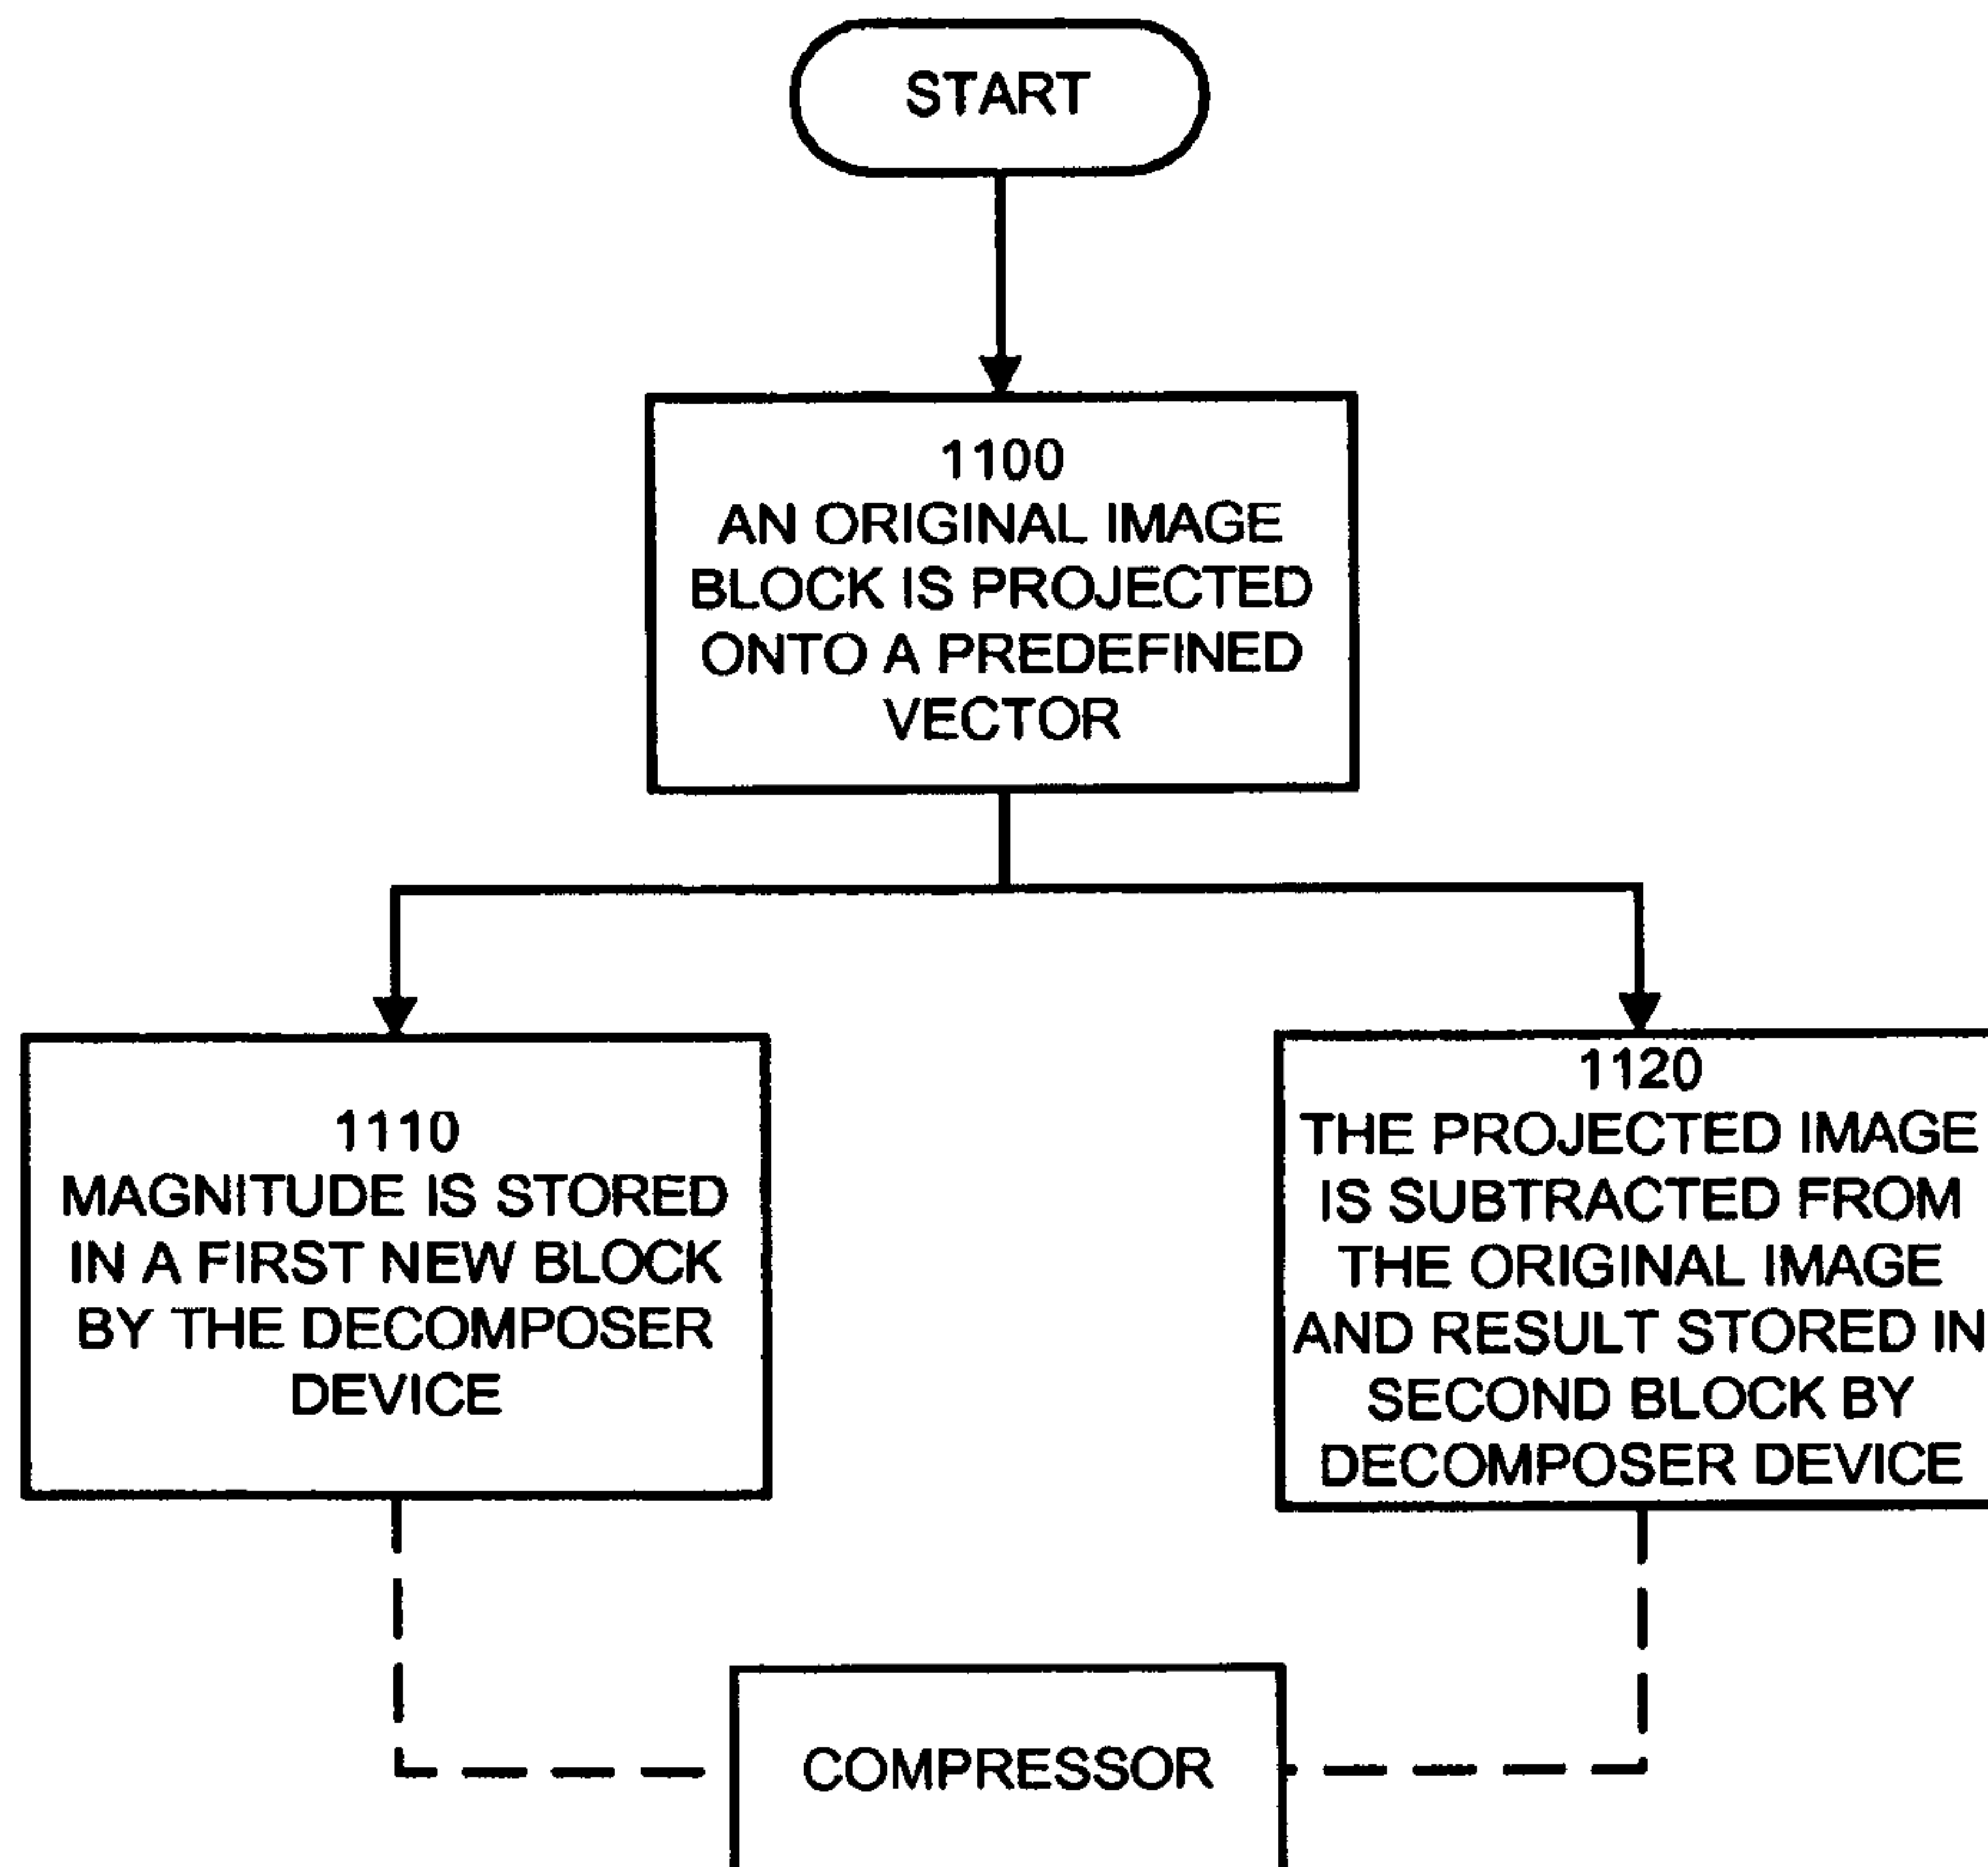 START
1100
AN ORIGINAL IMAGE
BLOCK IS PROJECTED
ONTO A PREDEFINED
VECTOR
1110
MAGNITUDE IS STORED
IN A FIRST NEW BLOCK
BY THE DECOMPOSER
DEVICE
1120
THE PROJECTED IMAGE
IS SUBTRACTED FROM
THE ORIGINAL IMAGE
AND RESULT STORED IN
SECOND BLOCK BY
DECOMPOSER DEVICE
COMPRESSOR